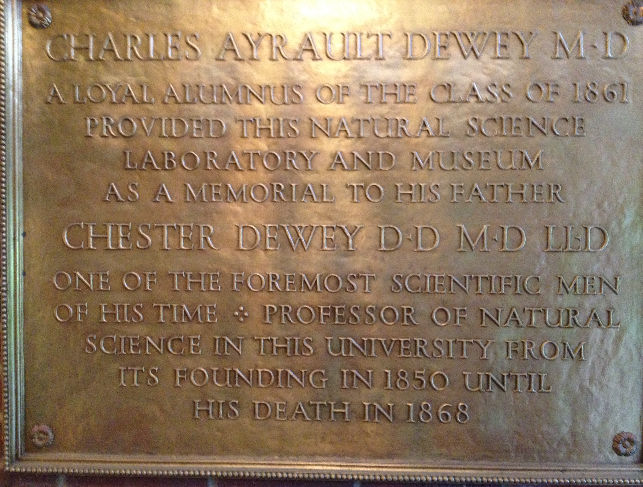 CHARLES AYRAULT DEWEY M·D
A LOYAL ALUMNUS OF THE CLASS OF 1861
PROVIDED THIS NATURAL SCIENCE
LABORATORY AND MUSEUM
AS A MEMORIAL TO HIS FATHER
CHESTER DEWEY D·D M·D LL·D
ONE OF THE FOREMOST SCIENTIFIC MEN
OF HIS TIME ⁘ PROFESSOR OF NATURAL
SCIENCE IN THIS UNIVERSITY FROM
ITS FOUNDING IN 1850 UNTIL
HIS DEATH IN 1868